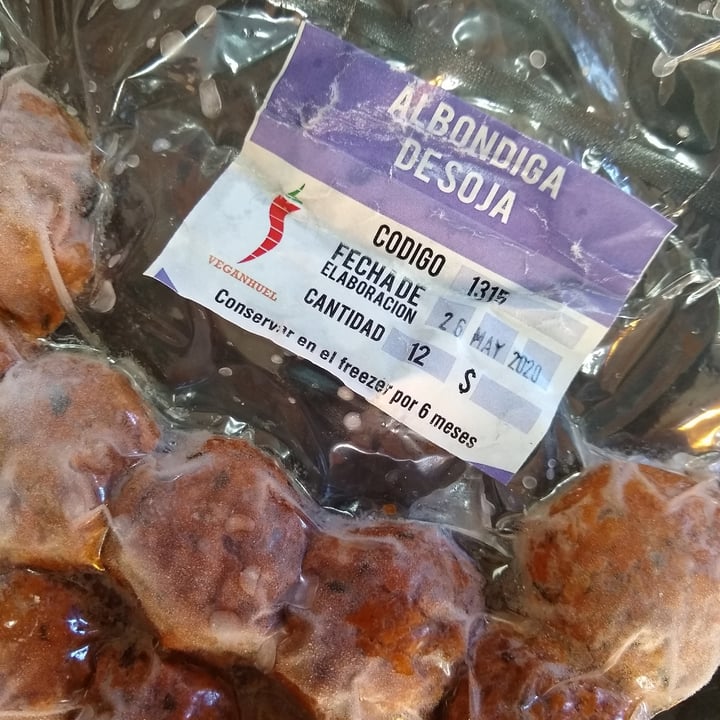 ALBONDIGA
DE SOJA
VEGANHUEL
CODIGO 1315
FECHA DE
ELABORACION 26 MAY 2020
CANTIDAD 12 $
Conservar en el freezer por 6 meses